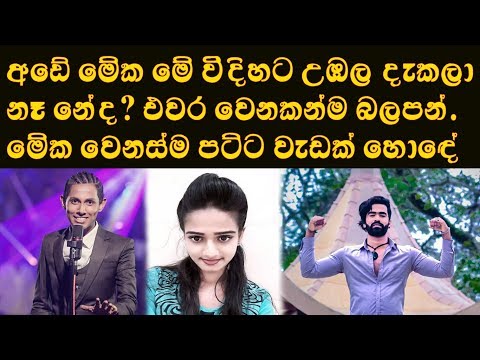 අඩේ මේක මේ විදිහට උඹල දැකලා
නෑ නේද? එවර වෙනකන්ම බලපන්.
මේක වෙනස්ම පට්ට වැඩක් හොඳේ